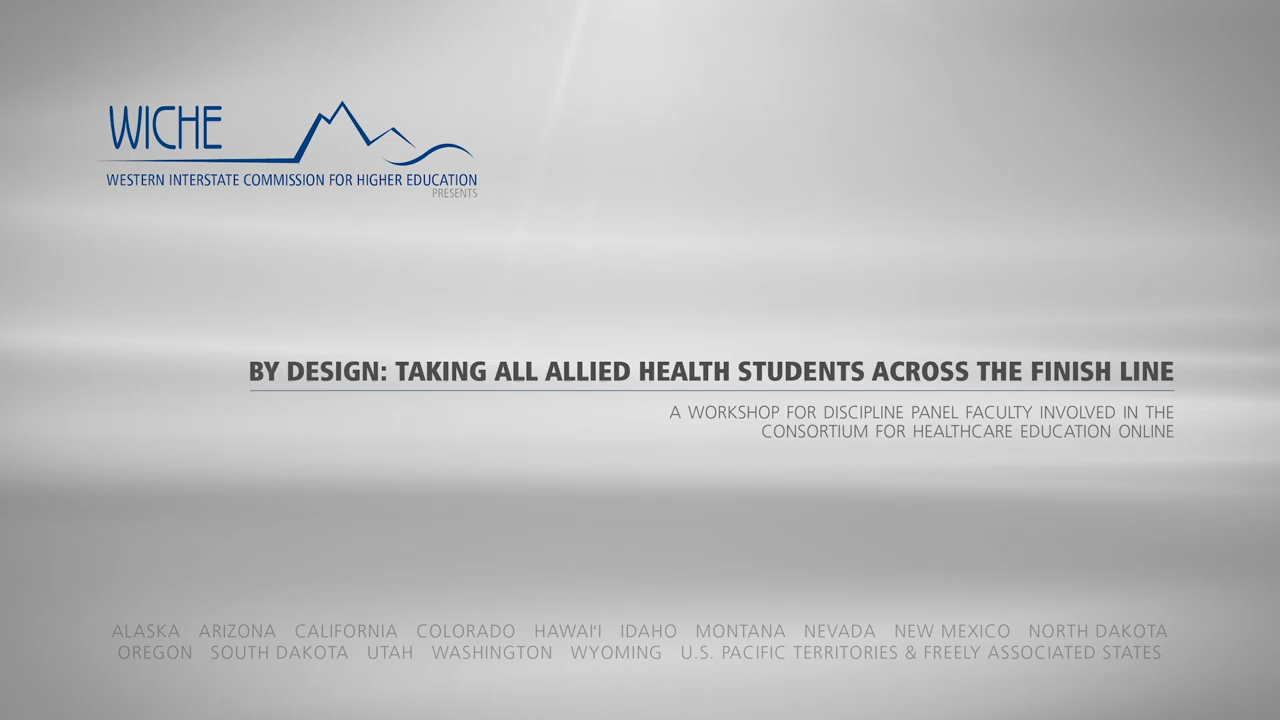 WICHE
WESTERN INTERSTATE COMMISSION FOR HIGHER EDUCATION
PRESENTS
BY DESIGN: TAKING ALL ALLIED HEALTH STUDENTS ACROSS THE FINISH LINE
A WORKSHOP FOR DISCIPLINE PANEL FACULTY INVOLVED IN THE
CONSORTIUM FOR HEALTHCARE EDUCATION ONLINE
ALASKA ARIZONA CALIFORNIA COLORADO HAWAI'I IDAHO MONTANA NEVADA NEW MEXICO NORTH DAKOTA
OREGON SOUTH DAKOTA UTAH WASHINGTON WYOMING U.S. PACIFIC TERRITORIES & FREELY ASSOCIATED STATES